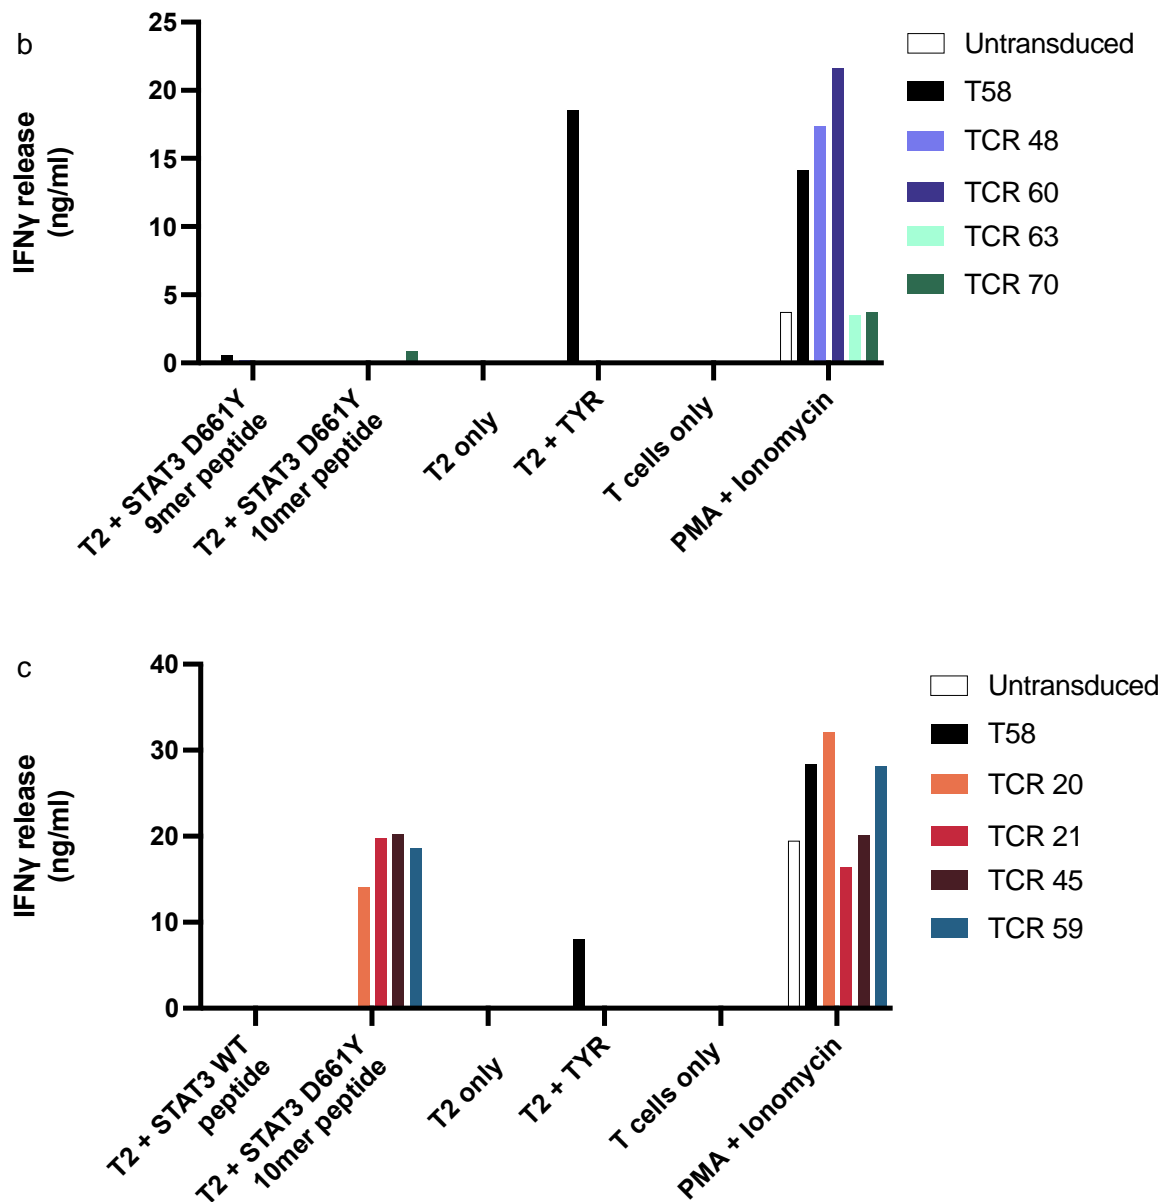 b
IFNγ release
(ng/ml)
25
20
15
10
5
0
T2 + STAT3 D661Y
9mer peptide
T2 + STAT3 D661Y
10mer peptide
T2 only
T2 + TYR
T cells only
PMA + Ionomycin
Untransduced
T58
TCR 48
TCR 60
TCR 63
TCR 70
c
IFNγ release
(ng/ml)
40
30
20
10
0
T2 + STAT3 WT
peptide
T2 + STAT3 D661Y
10mer peptide
T2 only
T2 + TYR
T cells only
PMA + Ionomycin
Untransduced
T58
TCR 20
TCR 21
TCR 45
TCR 59